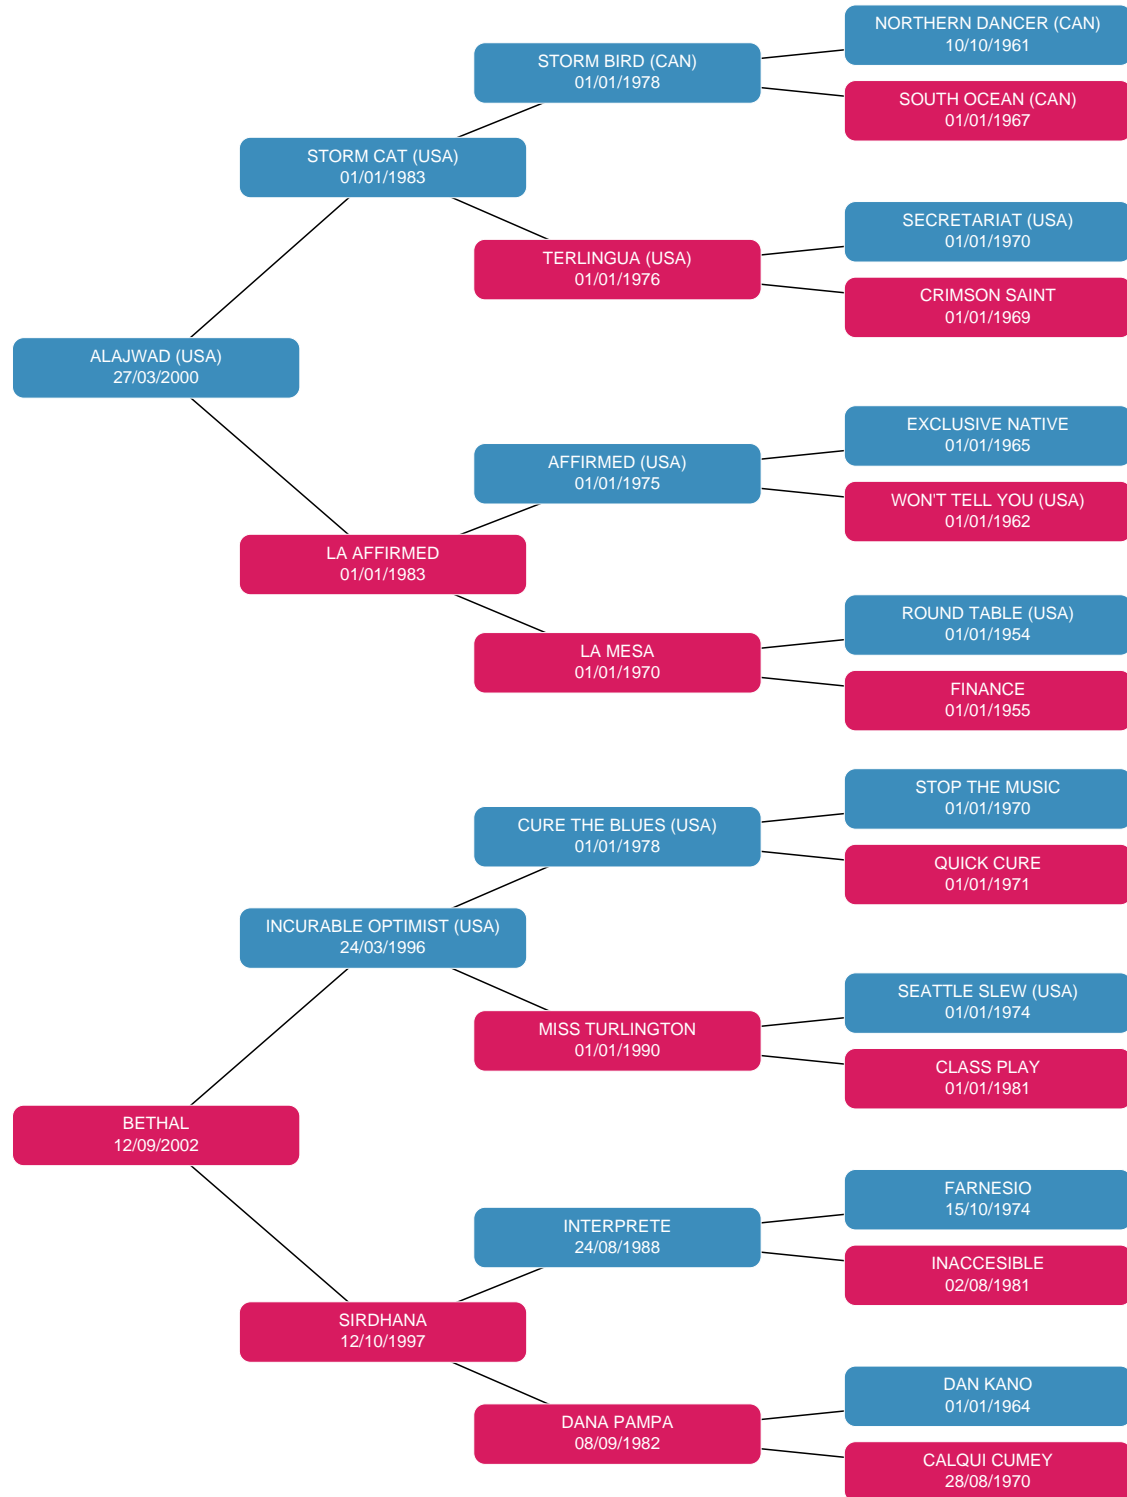 NORTHERN DANCER (CAN)
10/10/1961
STORM BIRD (CAN)
01/01/1978
SOUTH OCEAN (CAN)
01/01/1967
STORM CAT (USA)
01/01/1983
SECRETARIAT (USA)
01/01/1970
TERLINGUA (USA)
01/01/1976
CRIMSON SAINT
01/01/1969
ALAJWAD (USA)
27/03/2000
EXCLUSIVE NATIVE
01/01/1965
AFFIRMED (USA)
01/01/1975
WON'T TELL YOU (USA)
01/01/1962
LA AFFIRMED
01/01/1983
ROUND TABLE (USA)
01/01/1954
LA MESA
01/01/1970
FINANCE
01/01/1955
STOP THE MUSIC
01/01/1970
CURE THE BLUES (USA)
01/01/1978
QUICK CURE
01/01/1971
INCURABLE OPTIMIST (USA)
24/03/1996
SEATTLE SLEW (USA)
01/01/1974
MISS TURLINGTON
01/01/1990
CLASS PLAY
01/01/1981
BETHAL
12/09/2002
FARNESIO
15/10/1974
INTERPRETE
24/08/1988
INACCESIBLE
02/08/1981
SIRDHANA
12/10/1997
DAN KANO
01/01/1964
DANA PAMPA
08/09/1982
CALQUI CUMEY
28/08/1970